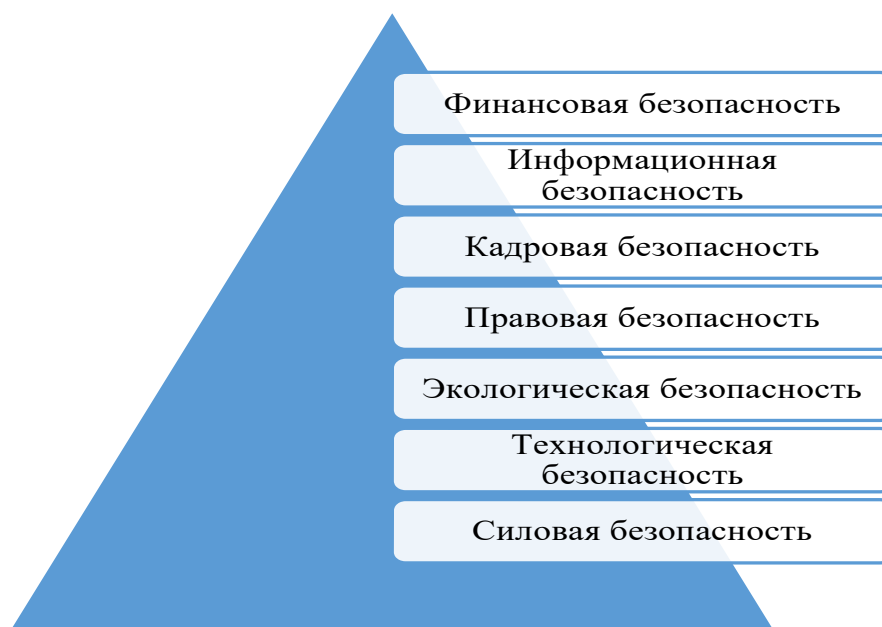 Финансовая безопасность
Информационная
безопасность
Кадровая безопасность
Правовая безопасность
Экологическая безопасность
Технологическая
безопасность
Силовая безопасность